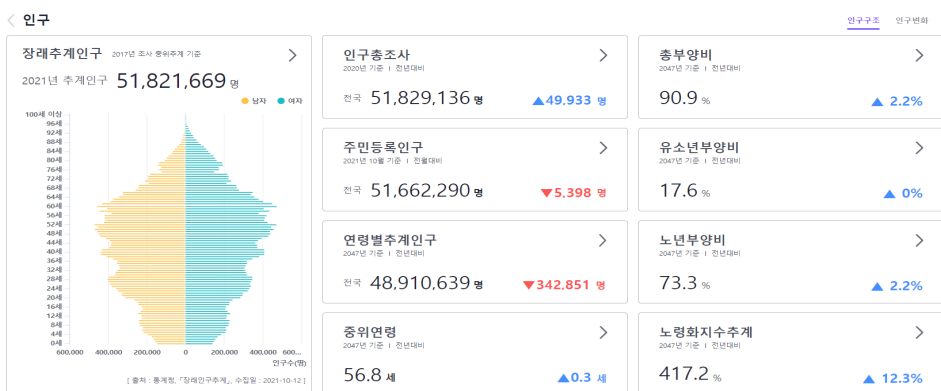 인구
인구구조 인구변화
장래추계인구 2017년 조사 중위추계 기준
2021년 추계인구 51,821,669 명
남자 여자
100세 이상
96세
92세
88세
84세
80세
76세
72세
68세
64세
60세
56세
52세
48세
44세
40세
36세
32세
28세
24세
20세
16세
12세
8세
4세
0세
600,000 400,000 200,000 0 200,000 400,000 600...
인구수(명)
[ 출처 : 통계청, 「장래인구추계」, 수집일 : 2021-10-12 ]
인구총조사
2020년 기준 | 전년대비
전국 51,829,136 명 ▲49,933 명
주민등록인구
2021년 10월 기준 | 전월대비
전국 51,662,290 명 ▼5,398 명
연령별추계인구
2047년 기준 | 전년대비
전국 48,910,639 명 ▼342,851 명
중위연령
2047년 기준 | 전년대비
56.8 세 ▲0.3 세
총부양비
2047년 기준 | 전년대비
90.9 % ▲ 2.2%
유소년부양비
2047년 기준 | 전년대비
17.6 % ▲ 0%
노년부양비
2047년 기준 | 전년대비
73.3 % ▲ 2.2%
노령화지수추계
2047년 기준 | 전년대비
417.2 % ▲ 12.3%